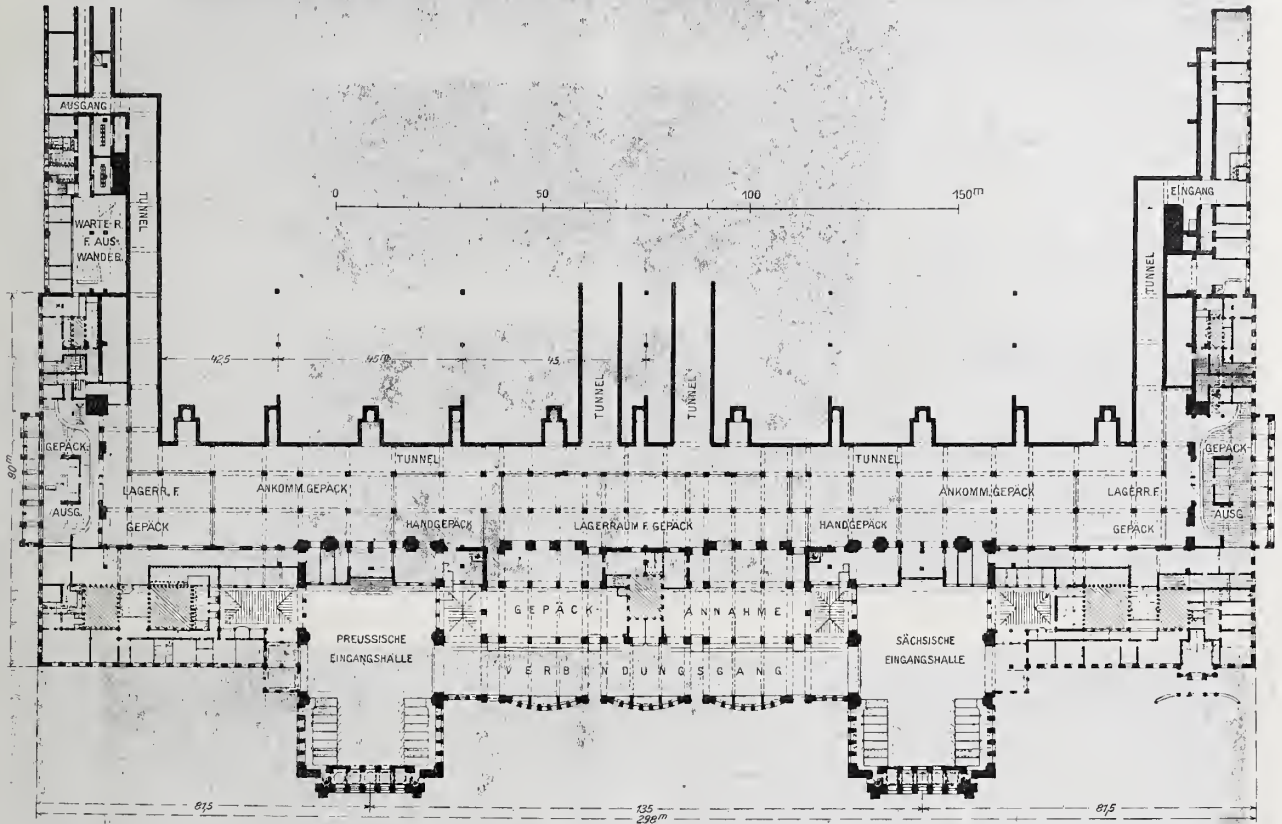 AUSGANG
TUNNEL
WARTE-R.
F. AUS-
WANDER.
0 50 100 150m
EINGANG
TUNNEL
42,5 45m 45
TUNNEL
TUNNEL
90m
GEPÄCK-
AUSG.
TUNNEL
TUNNEL
GEPÄCK-
AUSG.
LAGERR. F.
GEPÄCK
ANKOMM. GEPÄCK
HANDGEPÄCK
LAGERRAUM F. GEPÄCK
HANDGEPÄCK
ANKOMM. GEPÄCK
LAGERR. F.
GEPÄCK
GEPÄCK ANNAHME
PREUSSISCHE
EINGANGSHALLE
VERBINDUNGSGANG
SÄCHSISCHE
EINGANGSHALLE
81,5 135 81,5
298m